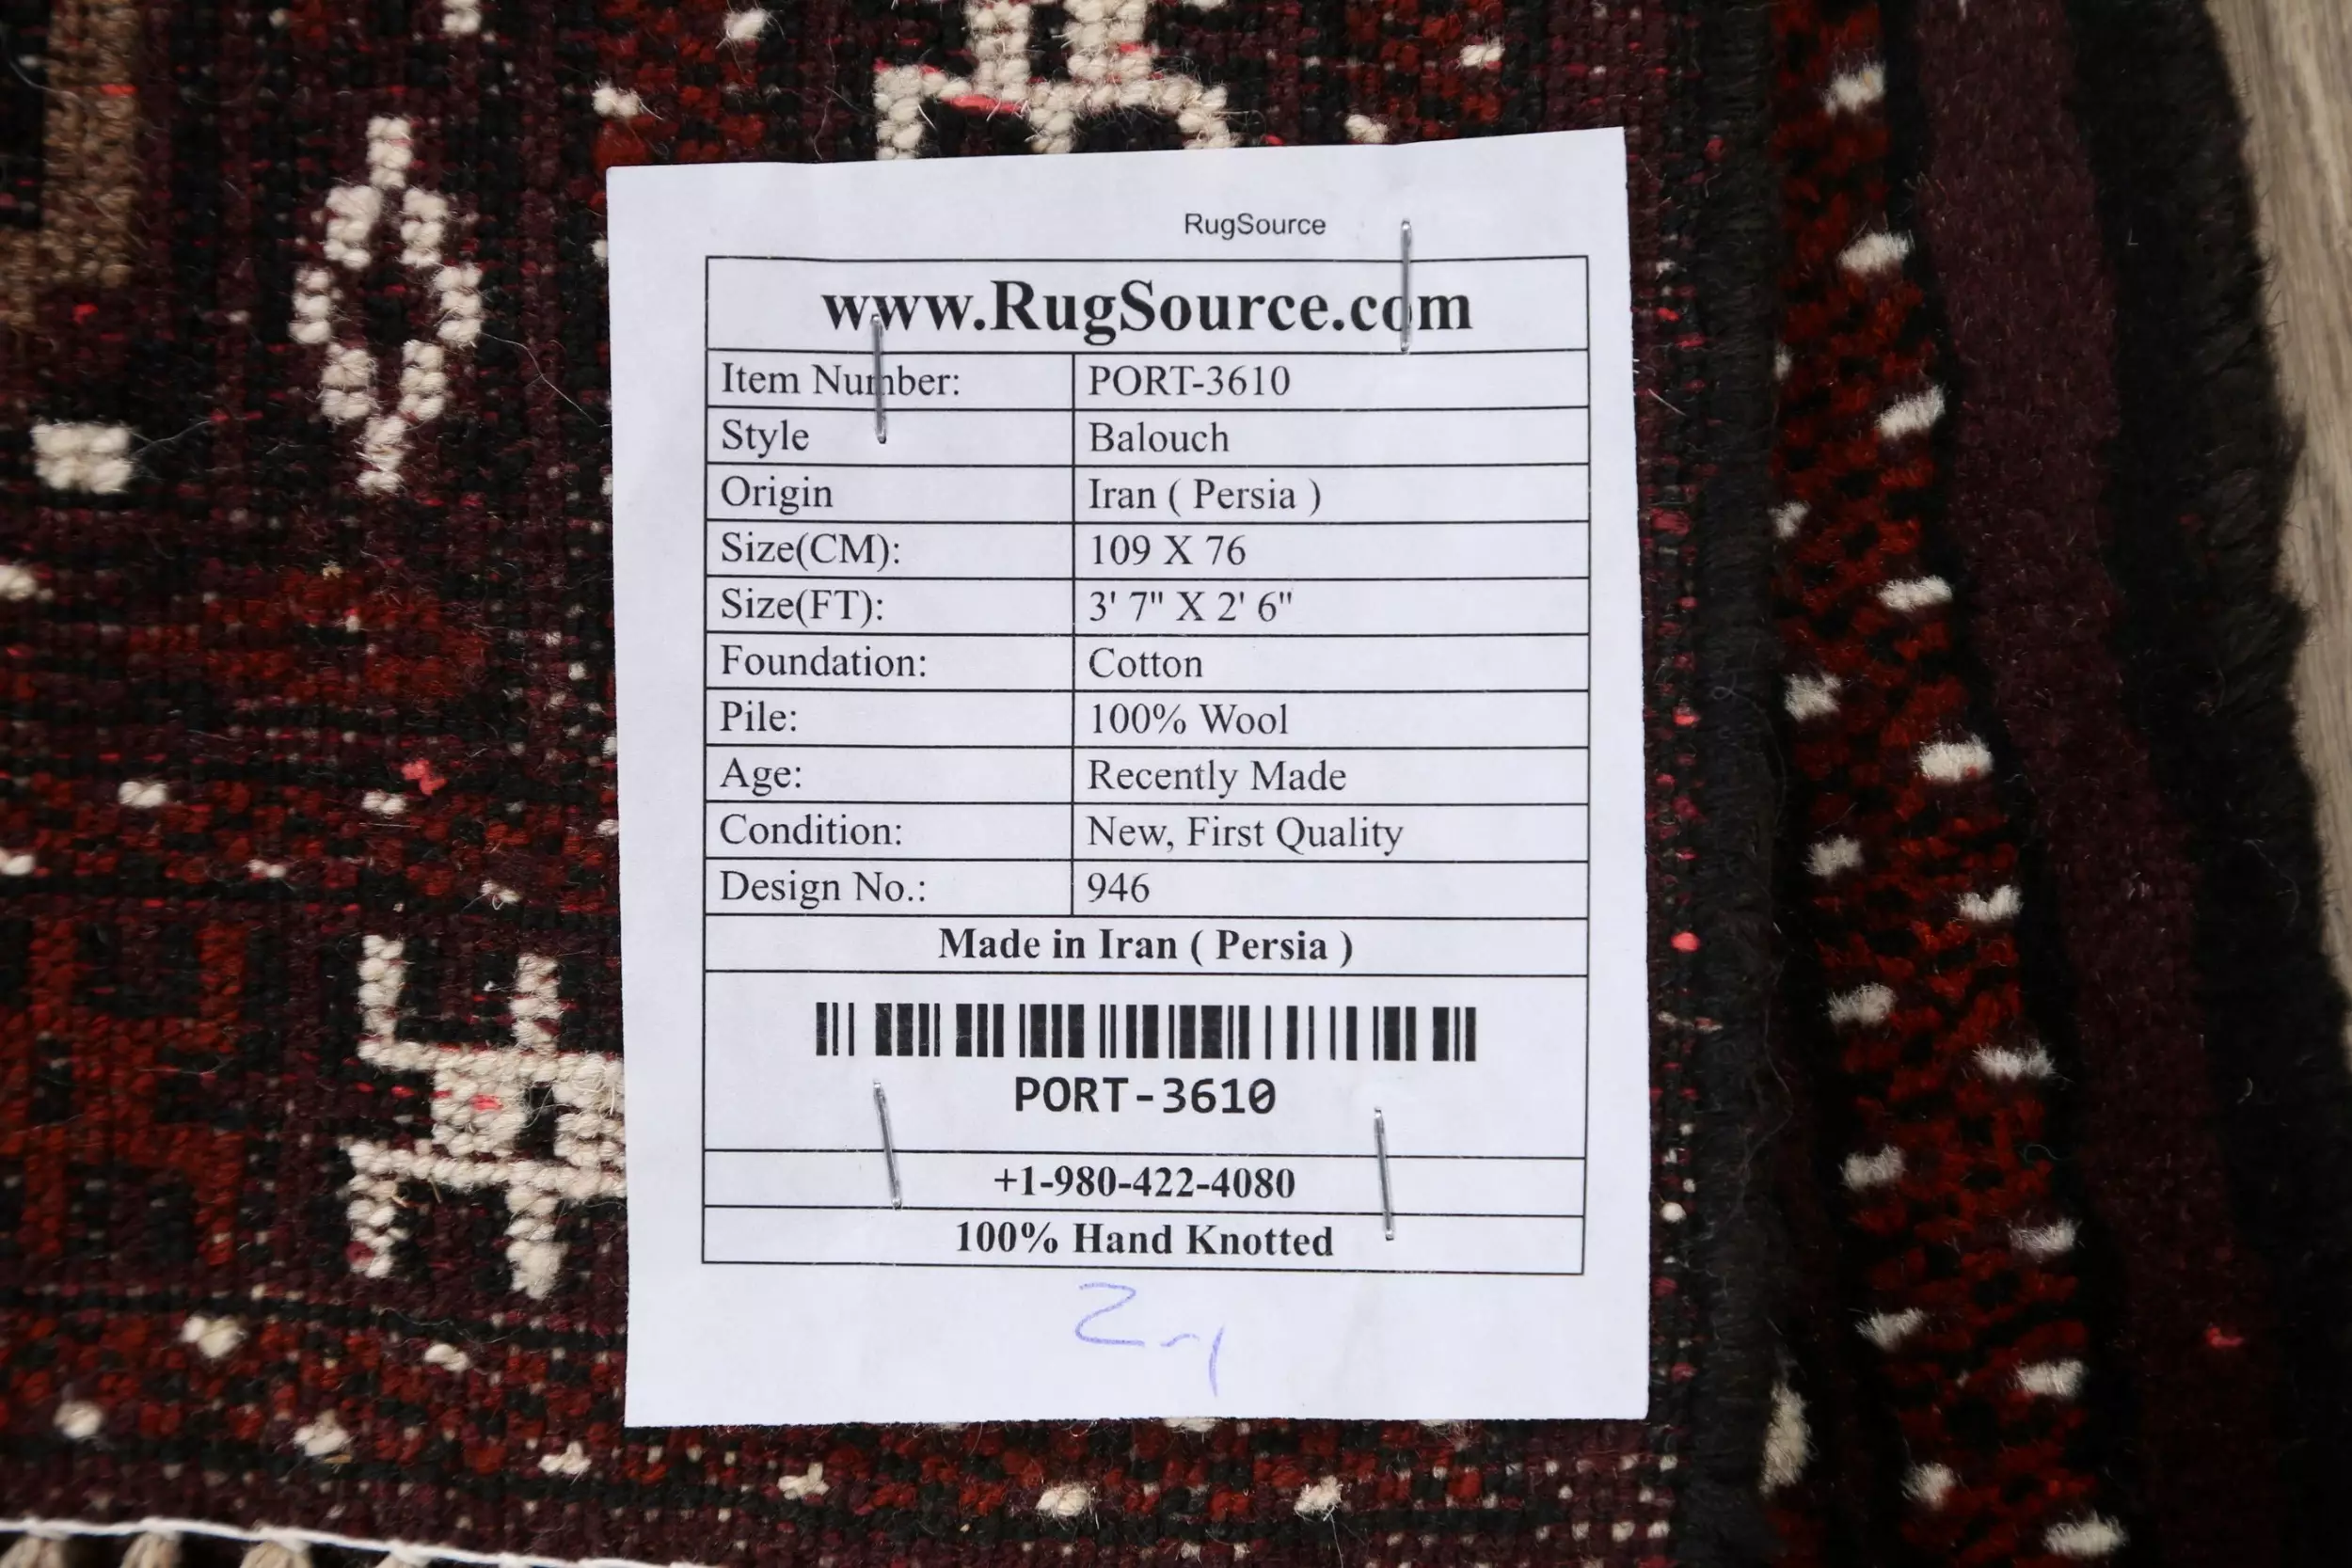 RugSource
www.RugSource.com
Item Number: PORT-3610
Style Balouch
Origin Iran ( Persia )
Size(CM): 109 X 76
Size(FT): 3' 7" X 2' 6"
Foundation: Cotton
Pile: 100% Wool
Age: Recently Made
Condition: New, First Quality
Design No.: 946
Made in Iran ( Persia )
PORT-3610
+1-980-422-4080
100% Hand Knotted